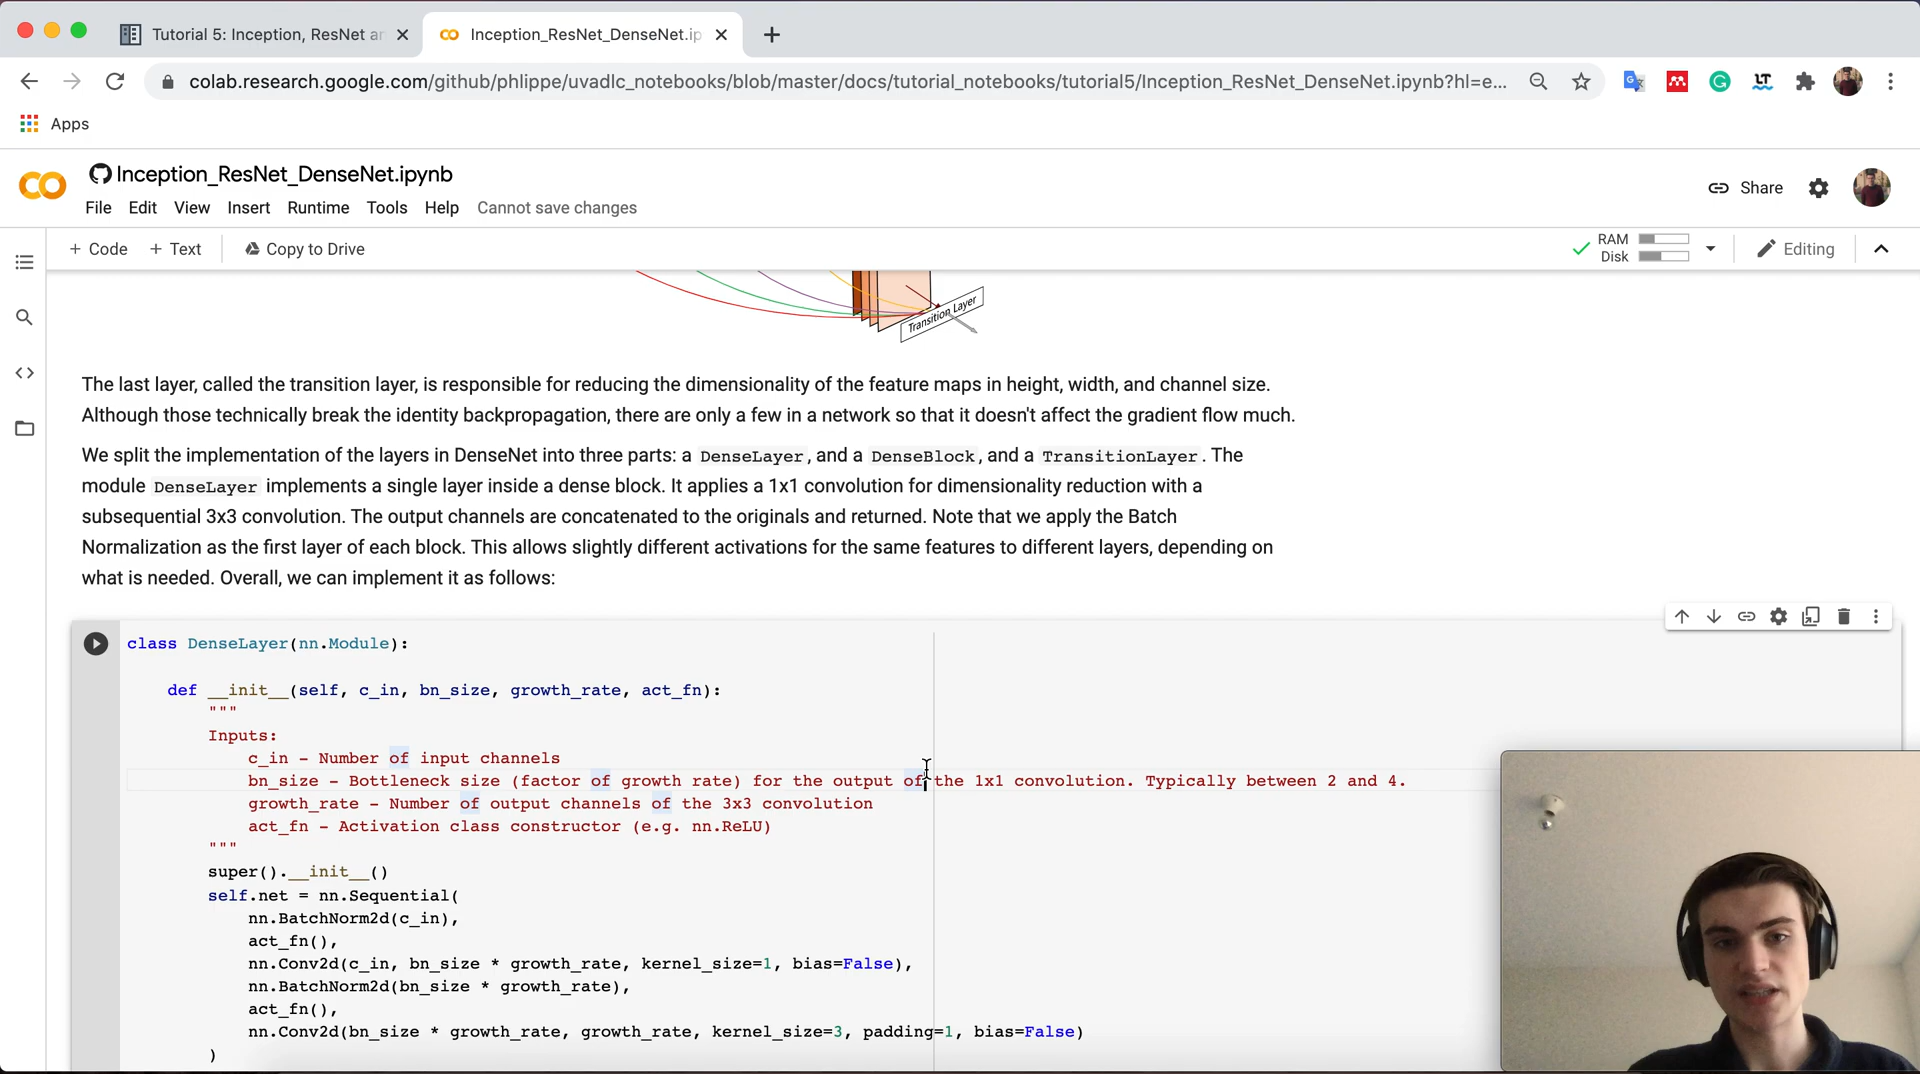 Tutorial 5: Inception, ResNet an
Inception_ResNet_DenseNet.ip
colab.research.google.com/github/phlippe/uvadlc_notebooks/blob/master/docs/tutorial_notebooks/tutorial5/Inception_ResNet_DenseNet.ipynb?hl=e...
Apps
Inception_ResNet_DenseNet.ipynb
Share
File Edit View Insert Runtime Tools Help Cannot save changes
+ Code + Text Copy to Drive
RAM
Disk
Editing
Transition Layer
The last layer, called the transition layer, is responsible for reducing the dimensionality of the feature maps in height, width, and channel size.
Although those technically break the identity backpropagation, there are only a few in a network so that it doesn't affect the gradient flow much.
We split the implementation of the layers in DenseNet into three parts: a DenseLayer, and a DenseBlock, and a TransitionLayer. The
module DenseLayer implements a single layer inside a dense block. It applies a 1x1 convolution for dimensionality reduction with a
subsequential 3x3 convolution. The output channels are concatenated to the originals and returned. Note that we apply the Batch
Normalization as the first layer of each block. This allows slightly different activations for the same features to different layers, depending on
what is needed. Overall, we can implement it as follows:
class DenseLayer(nn.Module):
def __init__(self, c_in, bn_size, growth_rate, act_fn):
"""
Inputs:
c_in - Number of input channels
bn_size - Bottleneck size (factor of growth rate) for the output of the 1x1 convolution. Typically between 2 and 4.
growth_rate - Number of output channels of the 3x3 convolution
act_fn - Activation class constructor (e.g. nn.ReLU)
"""
super().__init__()
self.net = nn.Sequential(
nn.BatchNorm2d(c_in),
act_fn(),
nn.Conv2d(c_in, bn_size * growth_rate, kernel_size=1, bias=False),
nn.BatchNorm2d(bn_size * growth_rate),
act_fn(),
nn.Conv2d(bn_size * growth_rate, growth_rate, kernel_size=3, padding=1, bias=False)
)